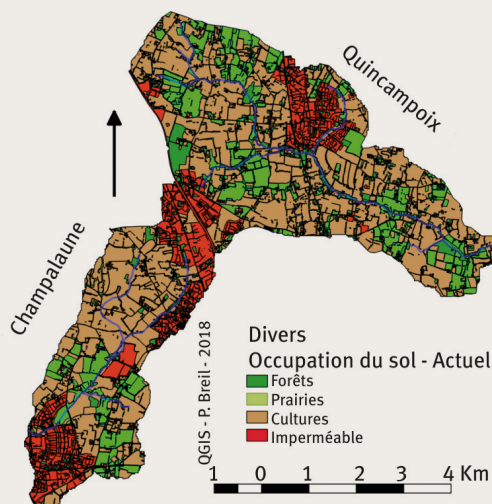 Quincampoix
Champalaune
QGIS - P. Breil - 2018
Divers
Occupation du sol - Actuel
Forêts
Prairies
Cultures
Imperméable
1 0 1 2 3 4 Km